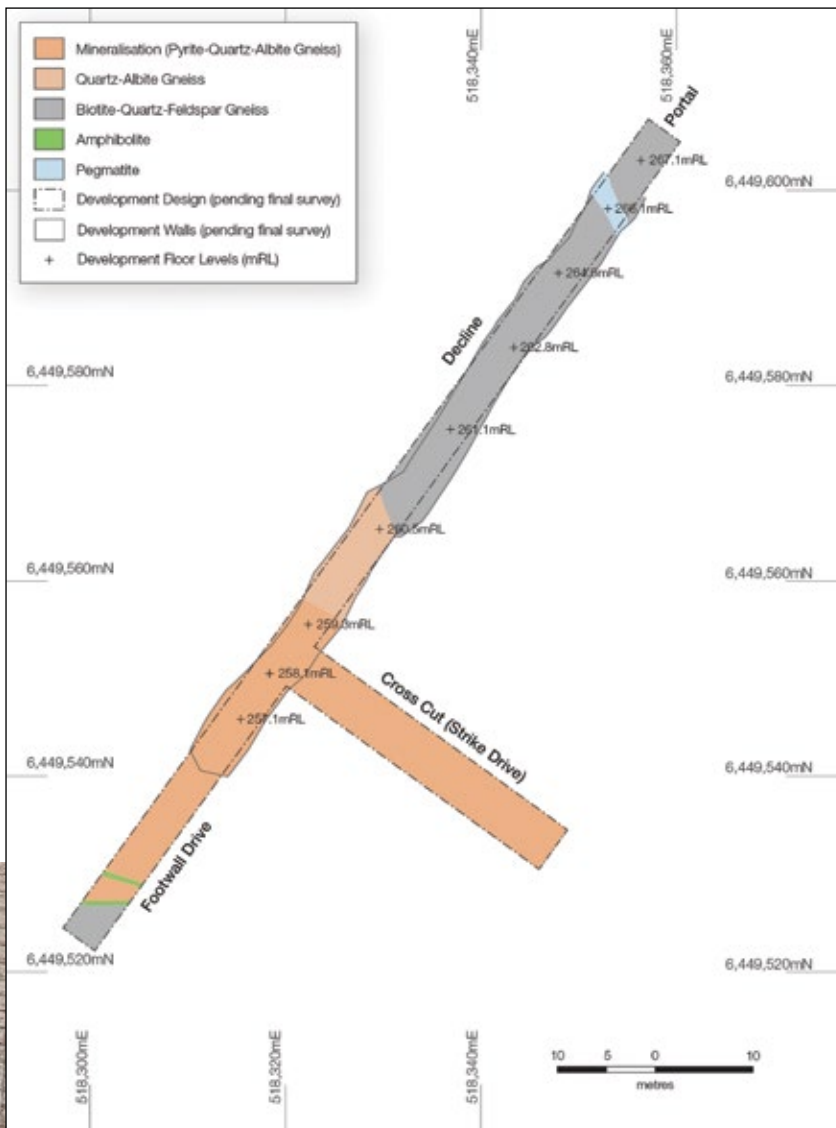 Mineralisation (Pyrite-Quartz-Albite Gneiss)
Quartz-Albite Gneiss
Biotite-Quartz-Feldspar Gneiss
Amphibolite
Pegmatite
Development Design (pending final survey)
Development Walls (pending final survey)
+ Development Floor Levels (mRL)
518,340mE
518,360mE
Portal
+ 267.1mRL
6,449,600mN
+ 266.1mRL
+ 264.5mRL
Decline
+ 262.8mRL
6,449,580mN
6,449,580mN
+ 261.1mRL
+ 260.5mRL
6,449,560mN
6,449,560mN
+ 259.3mRL
+ 258.1mRL
Cross Cut (Strike Drive)
+ 257.1mRL
6,449,540mN
6,449,540mN
Footwall Drive
6,449,520mN
6,449,520mN
518,300mE
518,320mE
518,340mE
10 5 0 10
metres